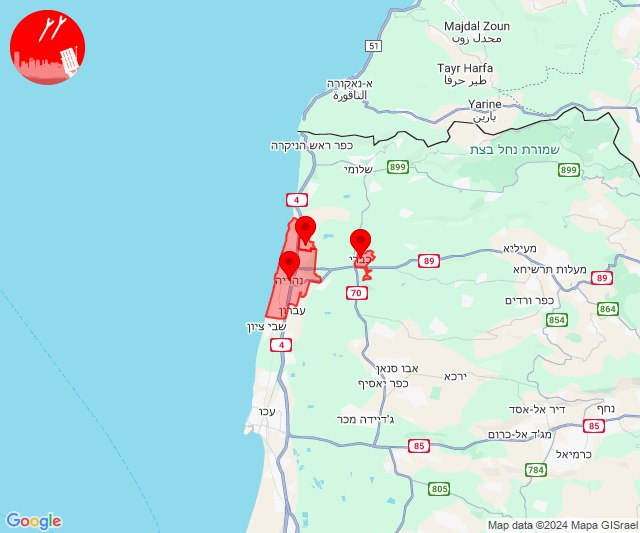 Majdal Zoun
مجدل زون
51
Tayr Harfa
طير حرفا
א-נאקורה
الناقورة
Yarine
يارين
כפר ראש הניקרה
שמורת נחל בצת
שלומי
899
899
4
מעיליא
כברי
89
89
מעלות תרשיחא
נהריה
70
כפר ורדים
עברון
864
854
שבי ציון
4
אבו סנאן
ירכא
כפר יאסיף
עכו
ג'דיידה מכר
דיר אל-אסד
נחף
85
מג'ד אל-כרום
85
כרמיאל
784
805
Google
Map data ©2024 Mapa GISrael